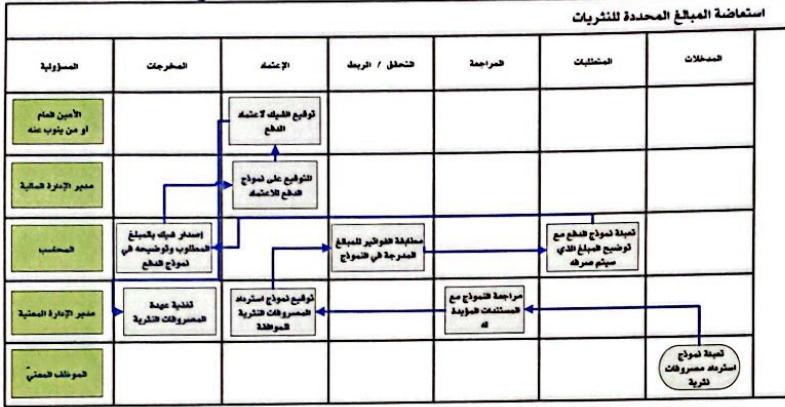 استعاضة المبالغ المحددة للنثريات
المدخلات
المتطلبات
المراجعة
التحقق / الربط
الإعتماد
المخرجات
المسؤولية
توقيع الشيك لاعتماد
الدفع
الأمين العام
او من ينوب عنه
التوقيع على نموذج
الدفع للاعتماد
مدير الإدارة المالية
تعبئة نموذج الدفع مع
توضيح المبلغ الذي
سيتم صرفه
مطابقة الفواتير للمبالغ
المدرجة في النموذج
إصدار شيك بالمبلغ
المطلوب وتوضيحه في
نموذج الدفع
المحاسب
مراجعة النموذج مع
المستندات المؤيدة
له
توقيع نموذج استرداد
المصروفات النثرية
للموافقة
تغذية عهدة
المصروفات النثرية
مدير الإدارة المعنية
تعبئة نموذج
استرداد مصروفات
نثرية
الموظف المعني